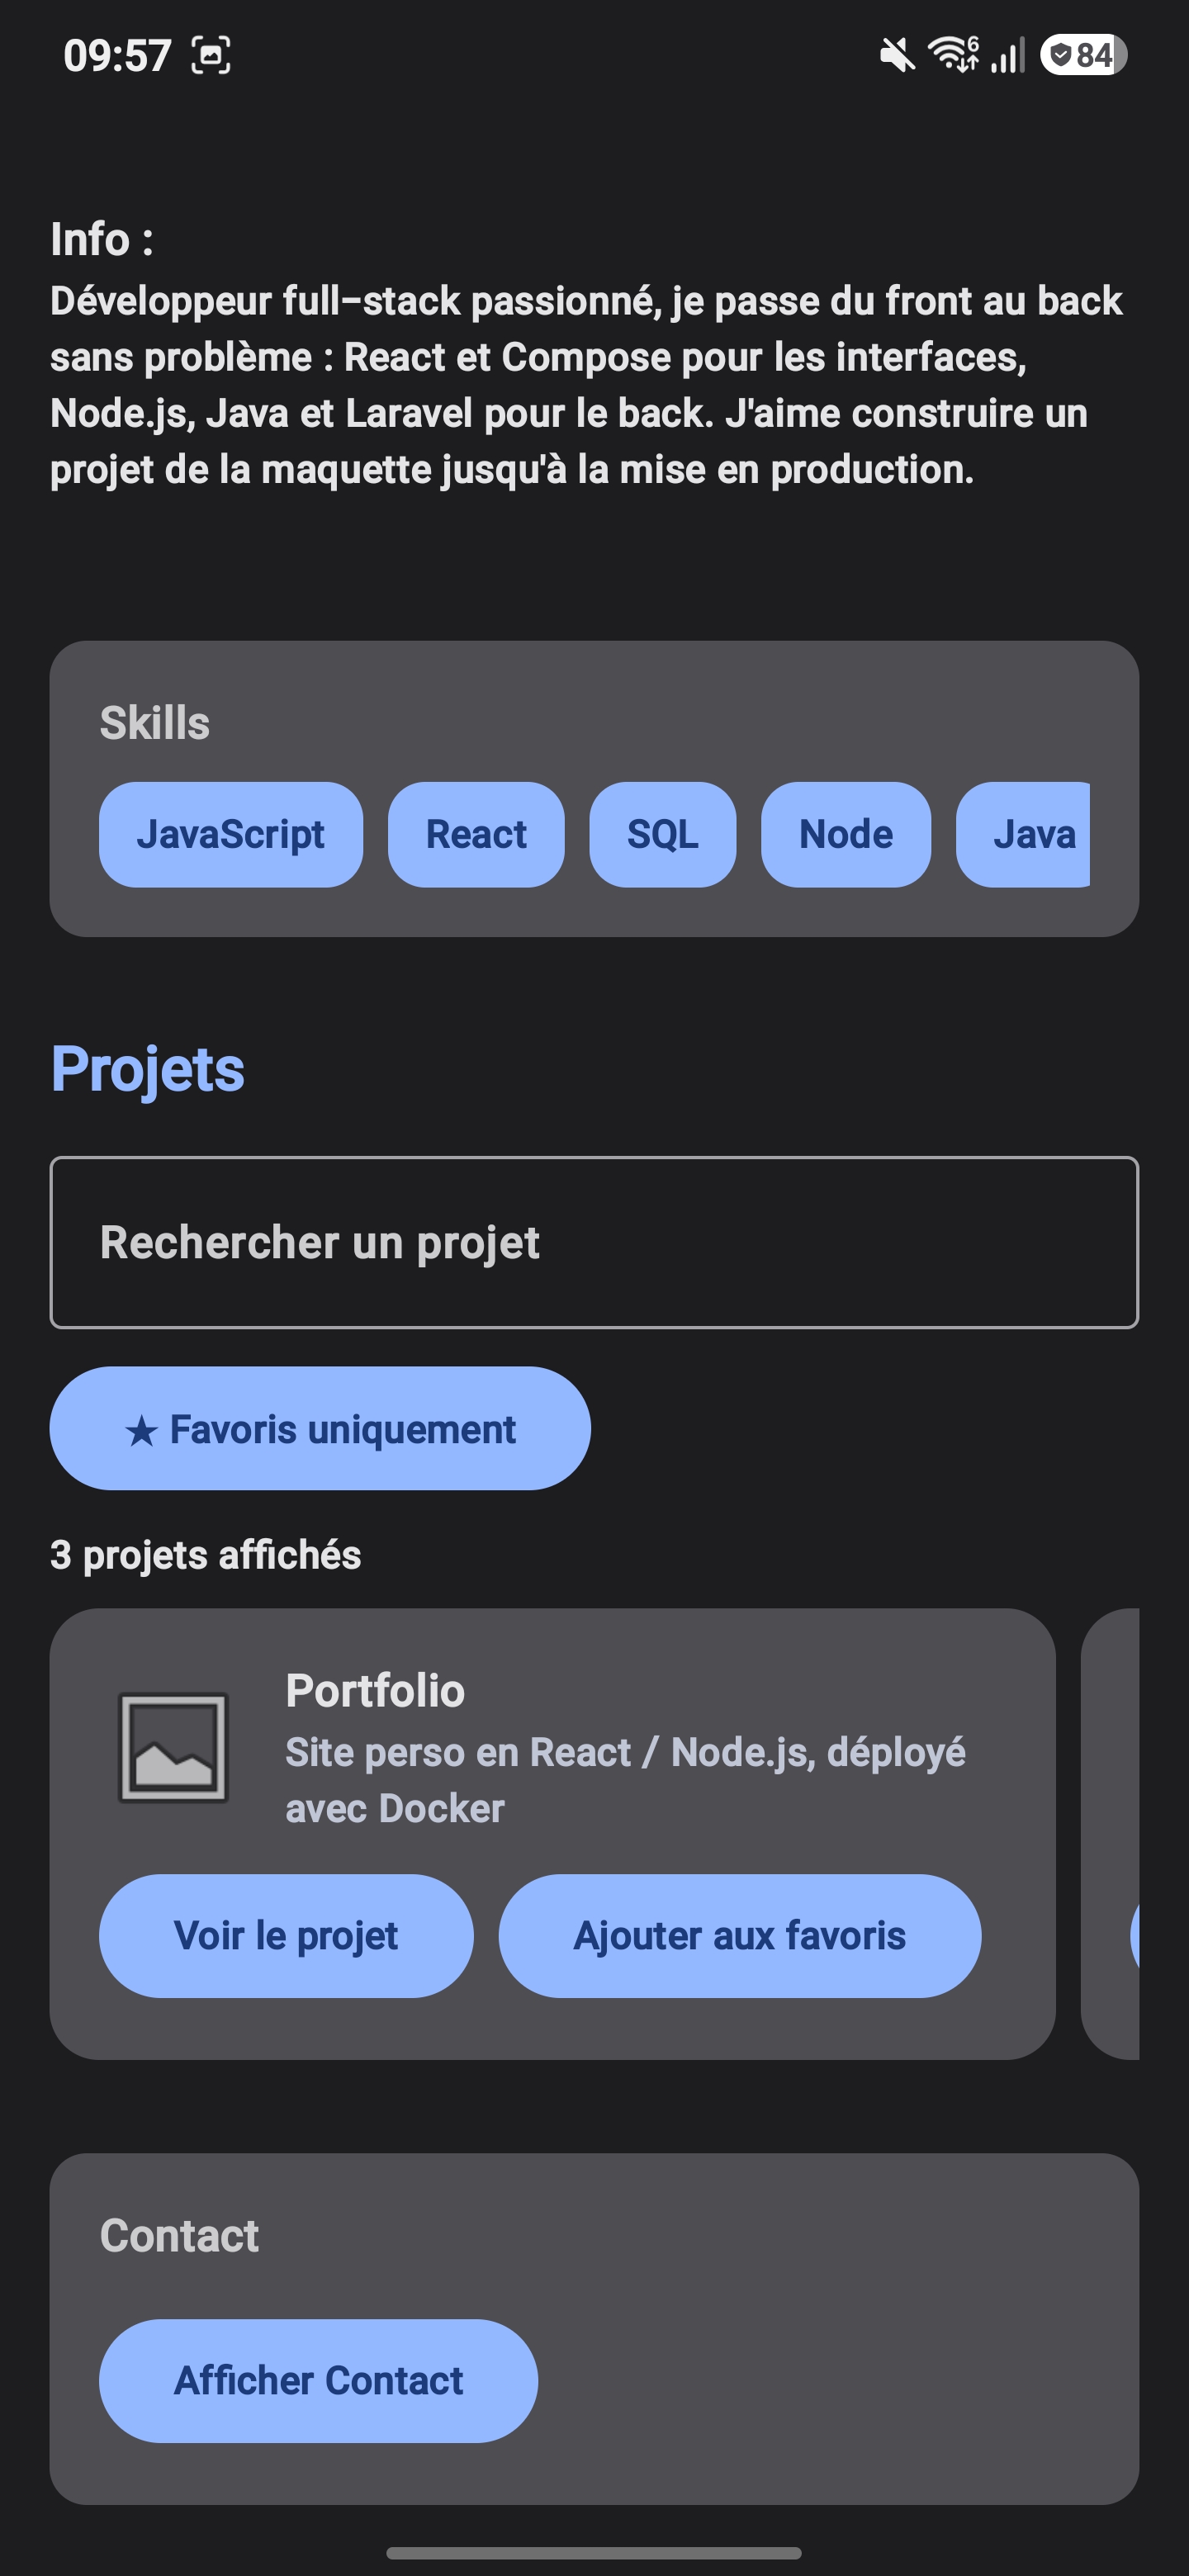 09:57
6
84
Info :
Développeur full-stack passionné, je passe du front au back
sans problème : React et Compose pour les interfaces,
Node.js, Java et Laravel pour le back. J'aime construire un
projet de la maquette jusqu'à la mise en production.
Skills
JavaScript React SQL Node Java
Projets
Rechercher un projet
★ Favoris uniquement
3 projets affichés
Portfolio
Site perso en React / Node.js, déployé
avec Docker
Voir le projet Ajouter aux favoris
Contact
Afficher Contact